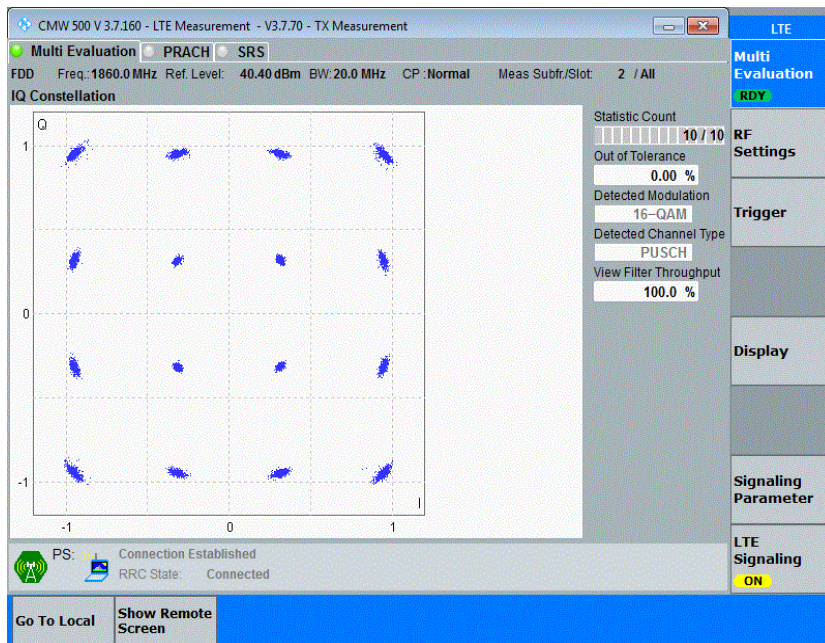 CMW 500 V 3.7.160 - LTE Measurement - V3.7.70 - TX Measurement
LTE
Multi Evaluation PRACH SRS
Multi
Evaluation
RDY
FDD Freq.: 1860.0 MHz Ref. Level: 40.40 dBm BW: 20.0 MHz CP : Normal Meas Subfr./Slot: 2 / All
IQ Constellation
Q
1
0
-1
I
-1 0 1
Statistic Count
10 / 10
Out of Tolerance
0.00 %
Detected Modulation
16-QAM
Detected Channel Type
PUSCH
View Filter Throughput
100.0 %
RF
Settings
Trigger
Display
Signaling
Parameter
LTE
Signaling
ON
PS: Connection Established
RRC State: Connected
Go To Local
Show Remote
Screen